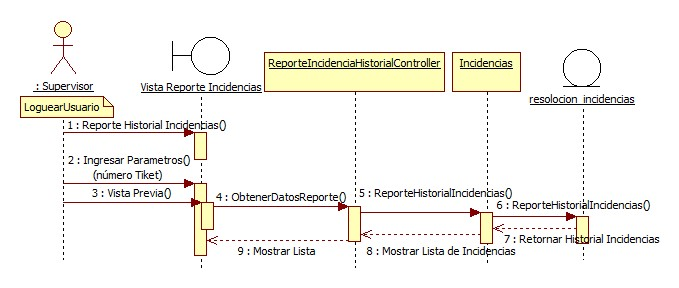 : Supervisor
Vista Reporte Incidencias
ReporteIncidenciaHistorialController
Incidencias
resolocion_incidencias
LoguearUsuario
1 : Reporte Historial Incidencias()
2 : Ingresar Parametros()
(número Tiket)
3 : Vista Previa()
4 : ObtenerDatosReporte()
5 : ReporteHistorialIncidencias()
6 : ReporteHistorialIncidencias()
7 : Retornar Historial Incidencias
8 : Mostrar Lista de Incidencias
9 : Mostrar Lista